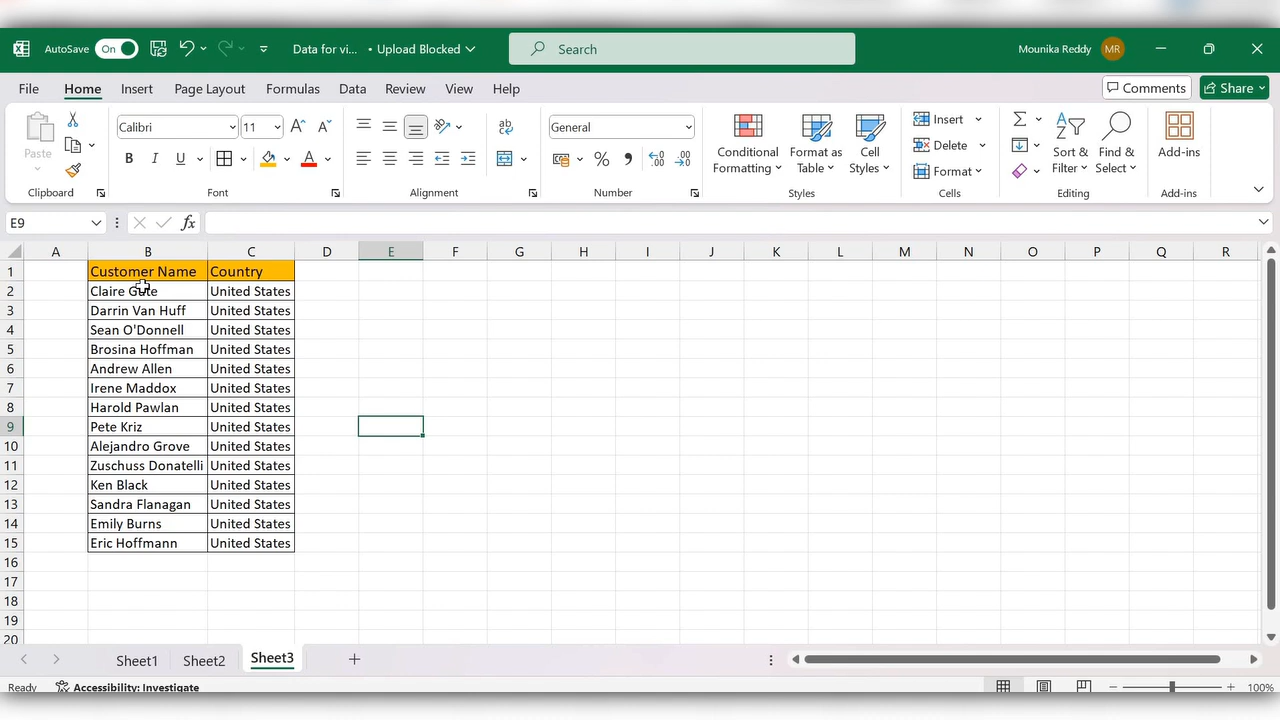 AutoSave On Data for vi... • Upload Blocked Search Mounika Reddy MR
File Home Insert Page Layout Formulas Data Review View Help Comments Share
Paste Calibri 11 General Conditional Formatting Format as Table Cell Styles Insert Delete Format Sort & Filter Find & Select Add-ins
Clipboard Font Alignment Number Styles Cells Editing Add-ins
E9 fx
A B C D E F G H I J K L M N O P Q R
1 Customer Name Country
2 Claire Gute United States
3 Darrin Van Huff United States
4 Sean O'Donnell United States
5 Brosina Hoffman United States
6 Andrew Allen United States
7 Irene Maddox United States
8 Harold Pawlan United States
9 Pete Kriz United States
10 Alejandro Grove United States
11 Zuschuss Donatelli United States
12 Ken Black United States
13 Sandra Flanagan United States
14 Emily Burns United States
15 Eric Hoffmann United States
16
17
18
19
20
Sheet1 Sheet2 Sheet3
Ready Accessibility: Investigate 100%